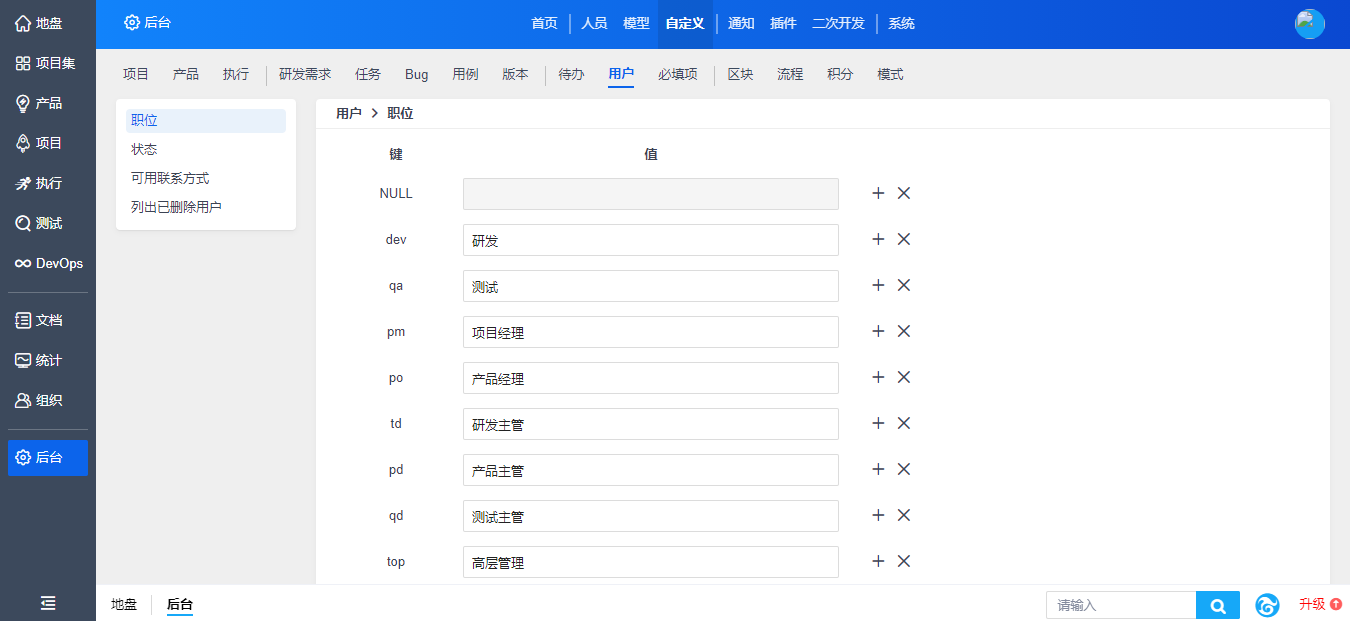 地盘
项目集
产品
项目
执行
测试
DevOps
文档
统计
组织
后台
后台
首页 人员 模型 自定义 通知 插件 二次开发 系统
项目 产品 执行 研发需求 任务 Bug 用例 版本 待办 用户 必填项 区块 流程 积分 模式
职位
状态
可用联系方式
列出已删除用户
用户 > 职位
键 值
NULL
dev 研发
qa 测试
pm 项目经理
po 产品经理
td 研发主管
pd 产品主管
qd 测试主管
top 高层管理
地盘 后台 请输入 升级